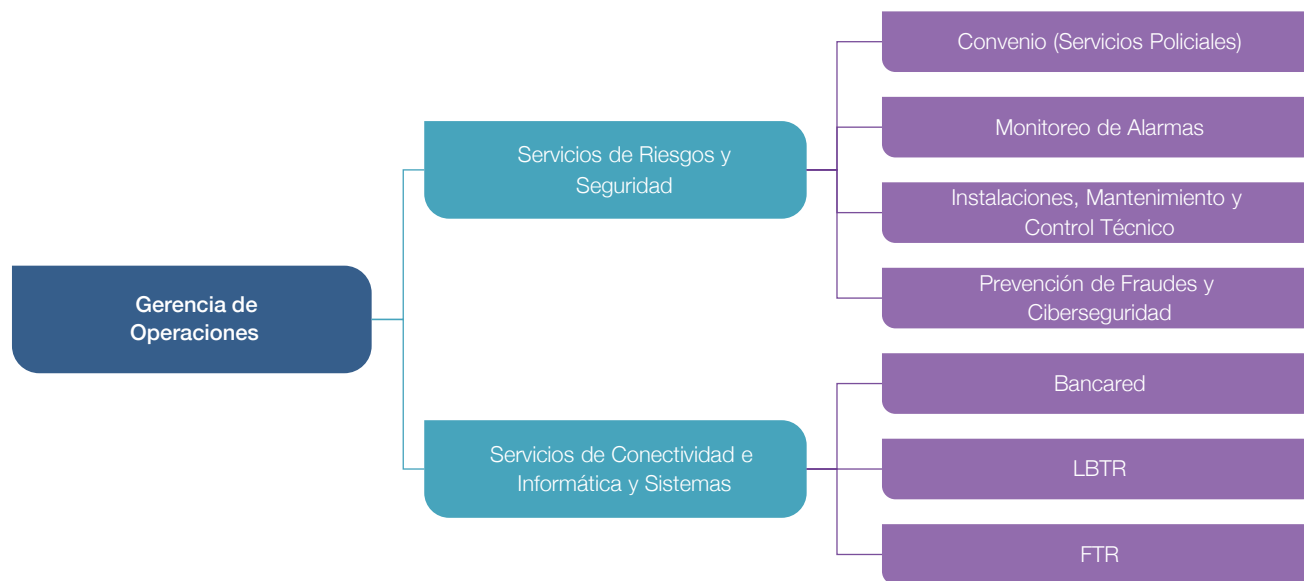 Gerencia de
Operaciones
Servicios de Riesgos y
Seguridad
Convenio (Servicios Policiales)
Monitoreo de Alarmas
Instalaciones, Mantenimiento y
Control Técnico
Prevención de Fraudes y
Ciberseguridad
Servicios de Conectividad e
Informática y Sistemas
Bancared
LBTR
FTR